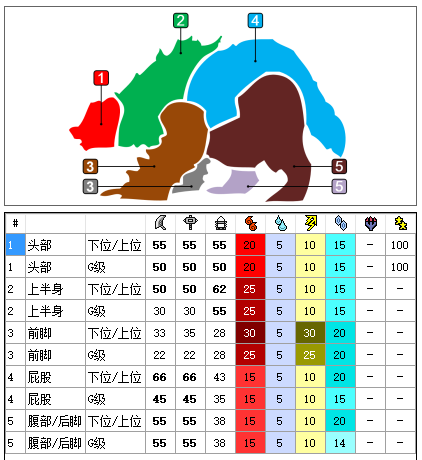 2
4
1
3
5
3
5
#
1 头部 下位/上位 55 55 55 20 5 10 15 — 100
1 头部 G级 50 50 50 20 5 10 15 — 100
2 上半身 下位/上位 50 50 62 25 5 10 15 — —
2 上半身 G级 30 30 55 25 5 10 15 — —
3 前脚 下位/上位 33 35 28 30 5 30 20 — —
3 前脚 G级 22 22 28 25 5 25 20 — —
4 屁股 下位/上位 66 66 43 15 5 10 20 — —
4 屁股 G级 45 45 35 15 5 10 15 — —
5 腹部/后脚 下位/上位 55 55 38 15 5 10 20 — —
5 腹部/后脚 G级 55 55 38 15 5 10 14 — —